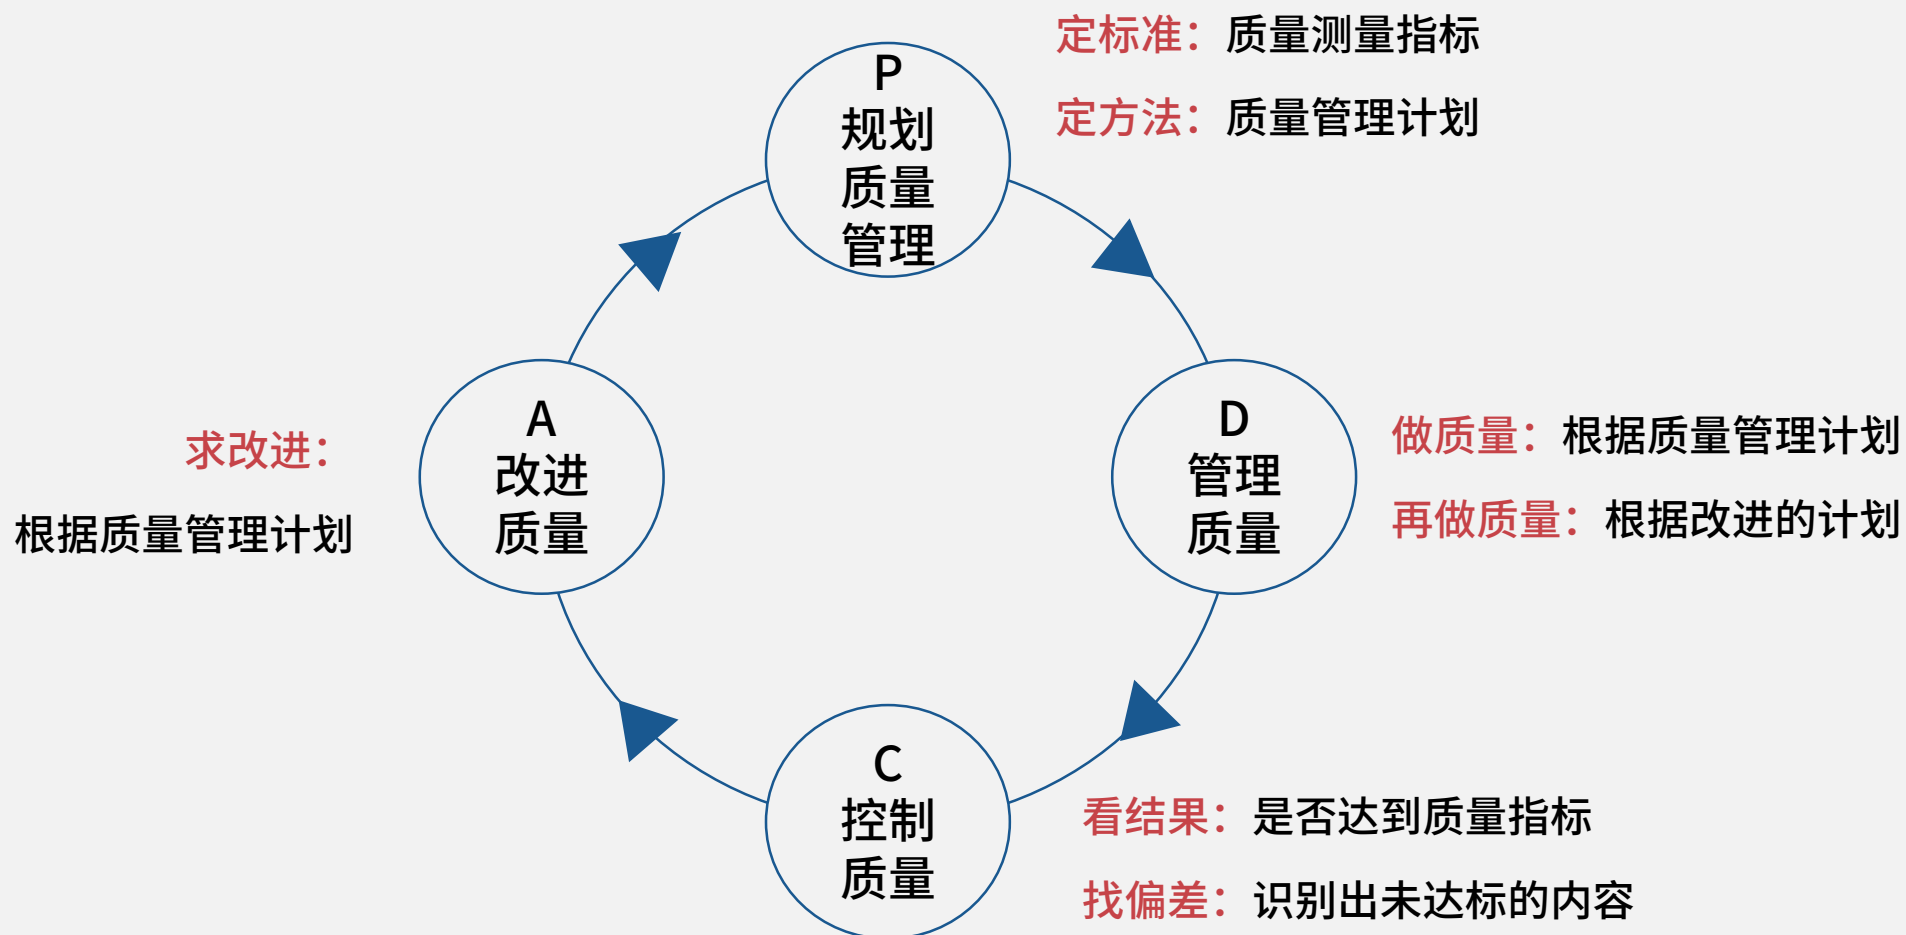 定标准：质量测量指标
定方法：质量管理计划
P
规划
质量
管理
求改进：
根据质量管理计划
A
改进
质量
D
管理
质量
做质量：根据质量管理计划
再做质量：根据改进的计划
C
控制
质量
看结果：是否达到质量指标
找偏差：识别出未达标的内容